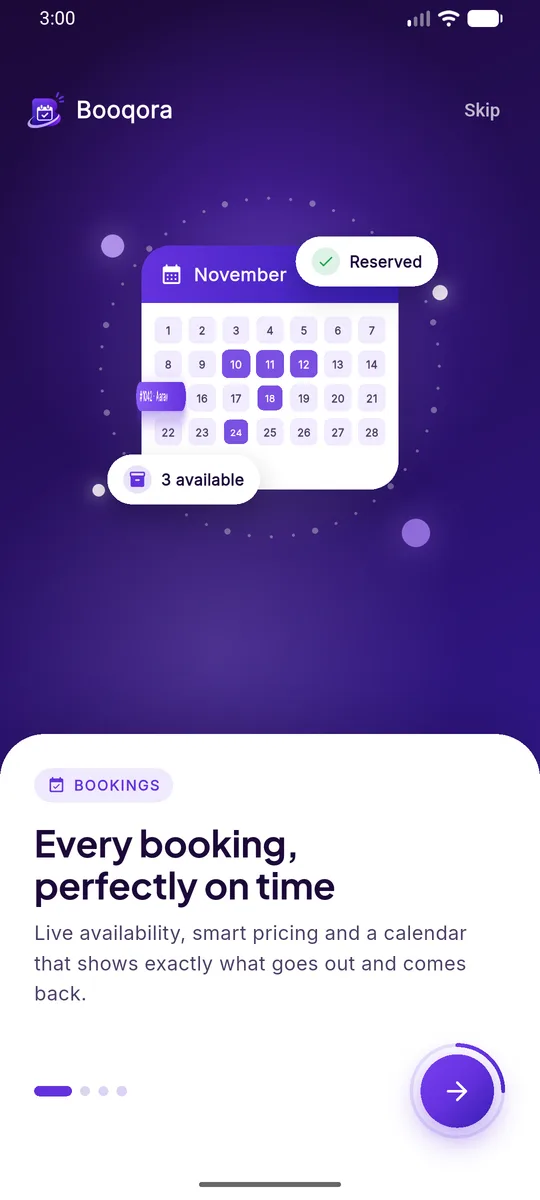 3:00
Booqora
Skip
November
Reserved
1 2 3 4 5 6 7
8 9 10 11 12 13 14
16 17 18 19 20 21
22 23 24 25 26 27 28
3 available
BOOKINGS
Every booking,
perfectly on time
Live availability, smart pricing and a calendar
that shows exactly what goes out and comes
back.